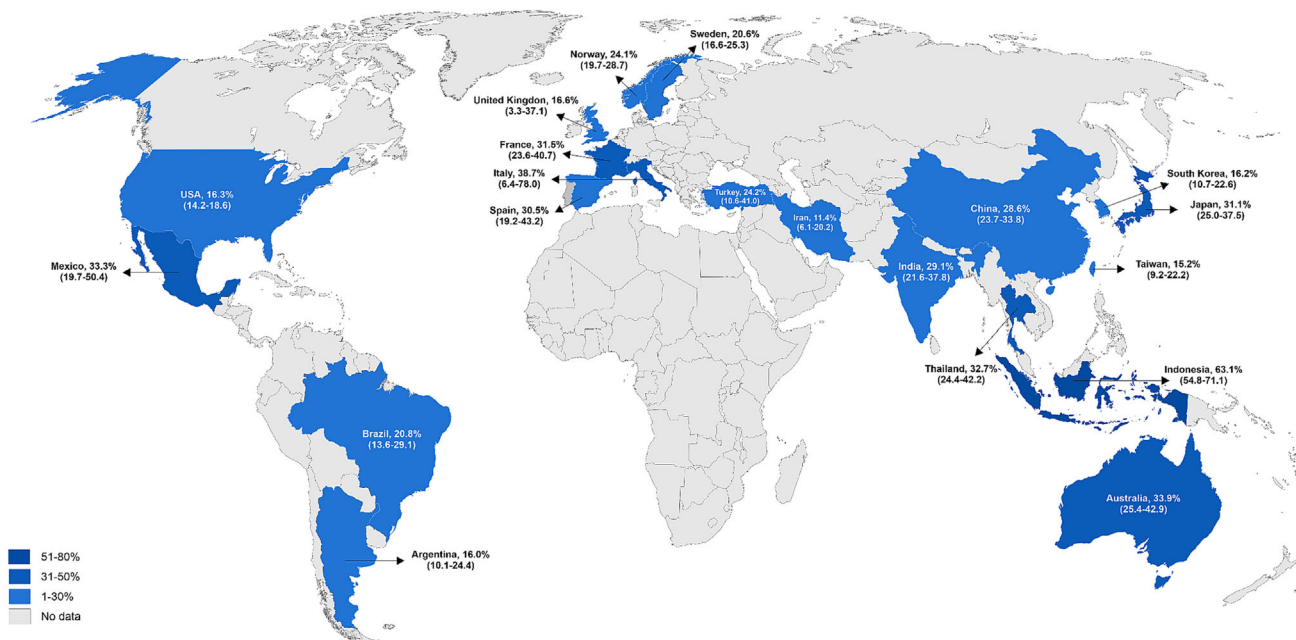 Sweden, 20.6%
(16.6-25.3)
Norway, 24.1%
(19.7-28.7)
United Kingdon, 16.6%
(3.3-37.1)
France, 31.5%
(23.6-40.7)
Italy, 38.7%
(6.4-78.0)
Spain, 30.5%
(19.2-43.2)
Turkey, 24.2%
(10.6-41.0)
Iran, 11.4%
(6.1-20.2)
USA, 16.3%
(14.2-18.6)
Mexico, 33.3%
(19.7-50.4)
China, 28.6%
(23.7-33.8)
South Korea, 16.2%
(10.7-22.6)
Japan, 31.1%
(25.0-37.5)
Taiwan, 15.2%
(9.2-22.2)
India, 29.1%
(21.6-37.8)
Thailand, 32.7%
(24.4-42.2)
Indonesia, 63.1%
(54.8-71.1)
Brazil, 20.8%
(13.6-29.1)
Australia, 33.9%
(25.4-42.9)
Argentina, 16.0%
(10.1-24.4)
51-80%
31-50%
1-30%
No data